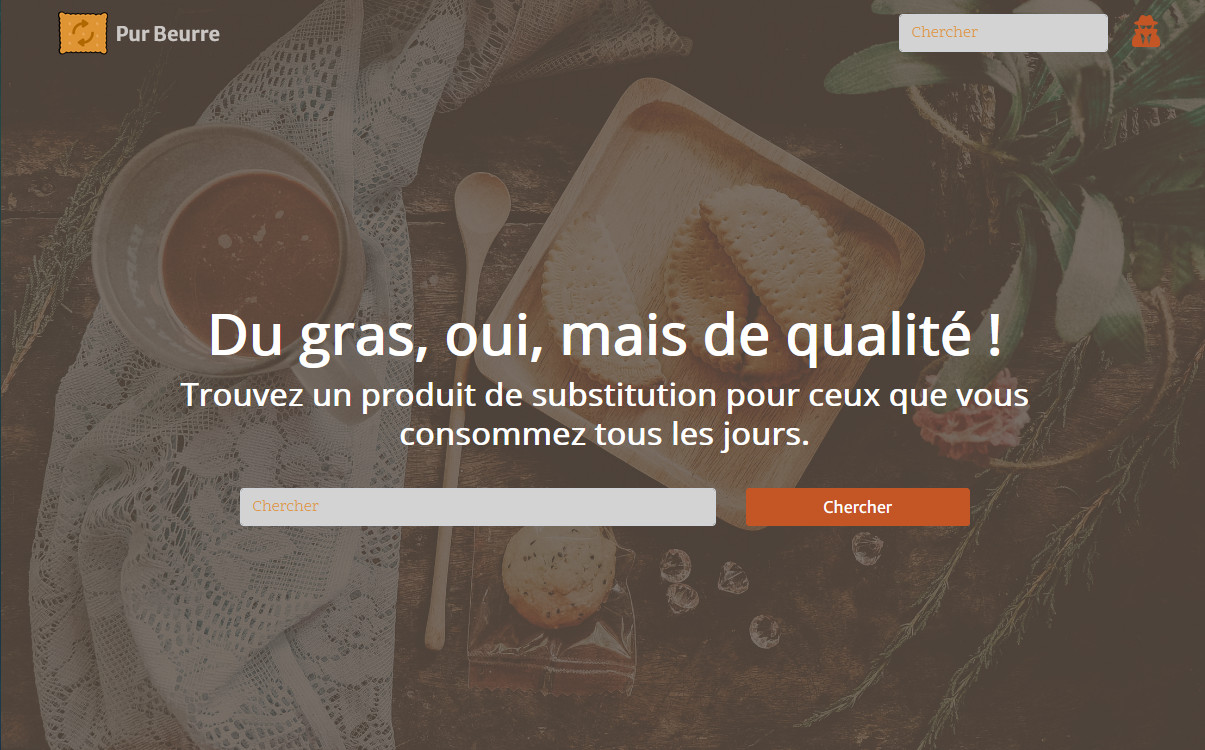 Pur Beurre
Chercher
Du gras, oui, mais de qualité !
Trouvez un produit de substitution pour ceux que vous
consommez tous les jours.
Chercher
Chercher